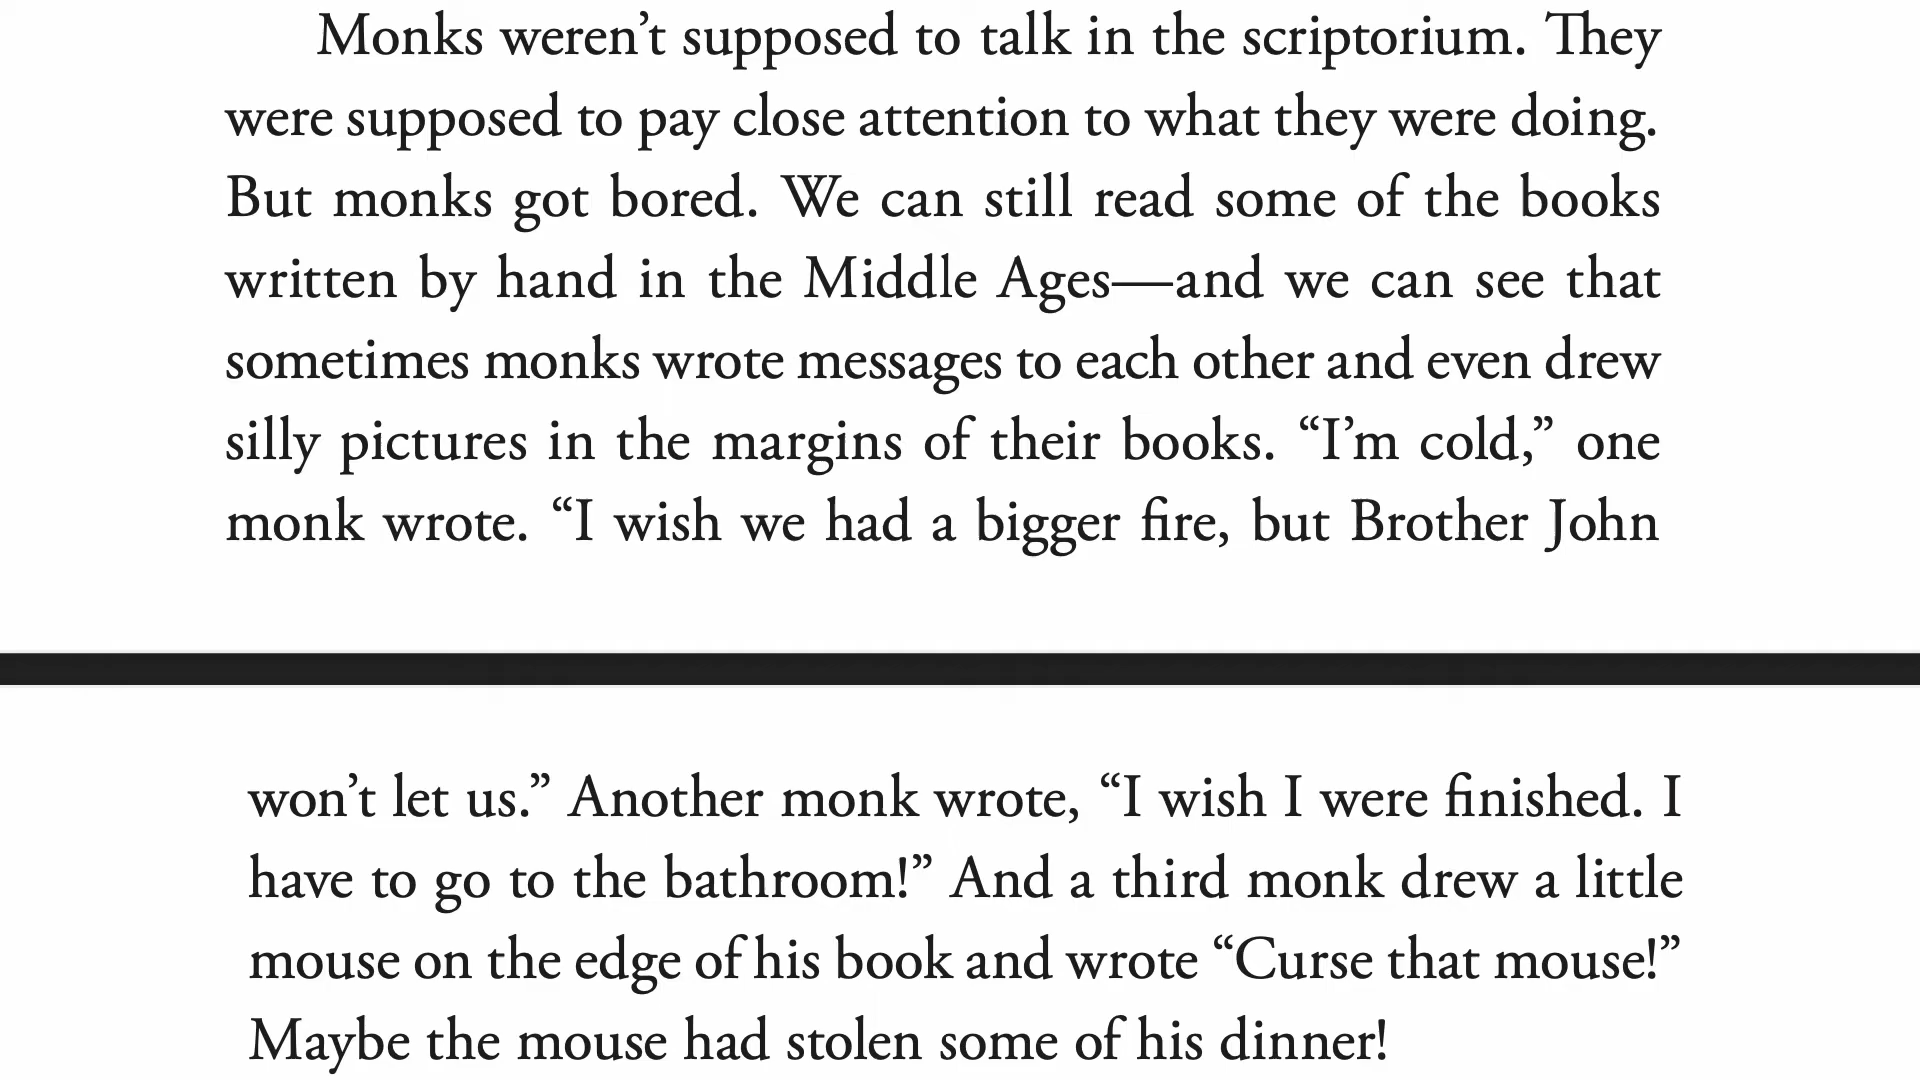 Monks weren’t supposed to talk in the scriptorium. They
were supposed to pay close attention to what they were doing.
But monks got bored. We can still read some of the books
written by hand in the Middle Ages—and we can see that
sometimes monks wrote messages to each other and even drew
silly pictures in the margins of their books. “I’m cold,” one
monk wrote. “I wish we had a bigger fire, but Brother John
won’t let us.” Another monk wrote, “I wish I were finished. I
have to go to the bathroom!” And a third monk drew a little
mouse on the edge of his book and wrote “Curse that mouse!”
Maybe the mouse had stolen some of his dinner!